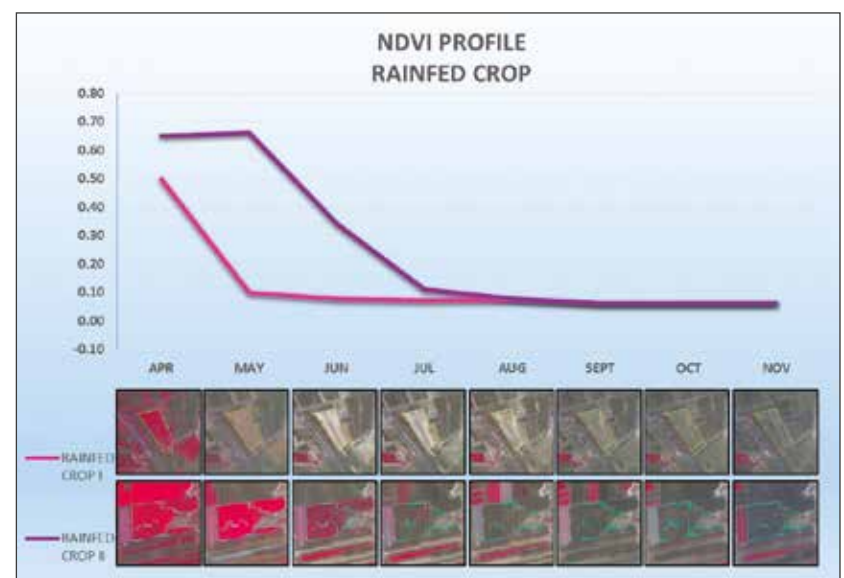 NDVI PROFILE
RAINFED CROP
0.80
0.70
0.60
0.50
0.40
0.30
0.20
0.10
0.00
-0.10
APR MAY JUN JUL AUG SEPT OCT NOV
RAINFED
CROP I
RAINFED
CROP II